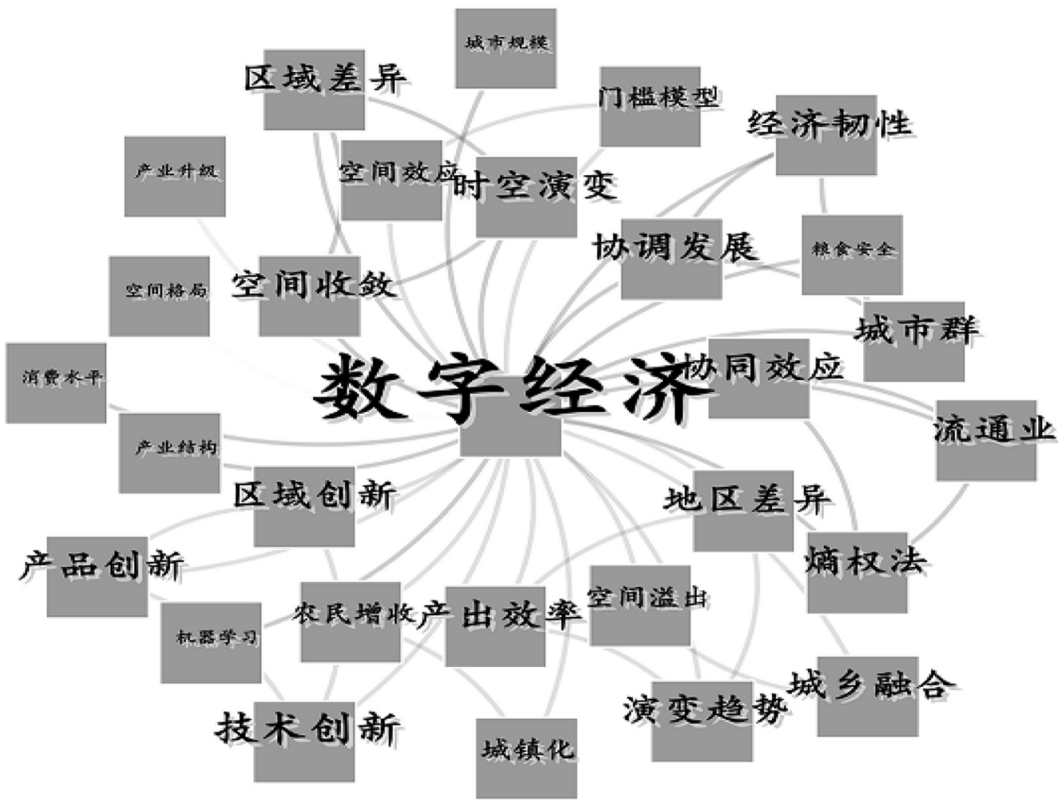 城市规模
区域差异
门槛模型
经济韧性
产业升级
空间效应
时空演变
协调发展
粮食安全
空间格局
空间收敛
城市群
数字经济
协同效应
消费水平
流通业
产业结构
区域创新
地区差异
产品创新
熵权法
农民增收
产出效率
空间溢出
机器学习
城乡融合
演变趋势
技术创新
城镇化